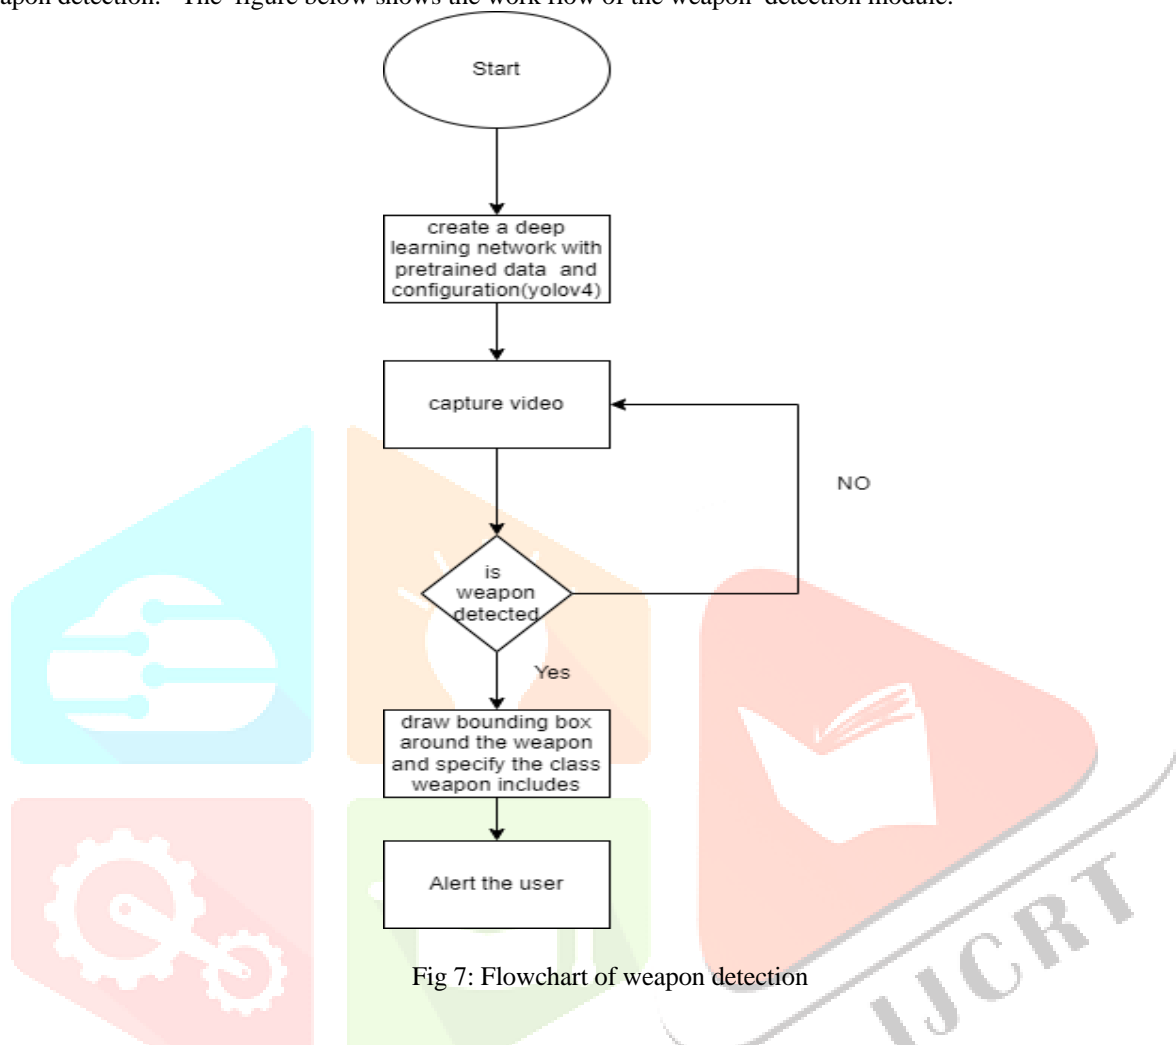 detection. The figure below shows the work flow of the weapon detection module.
Start
create a deep
learning network with
pretrained data and
configuration(yolov4)
capture video
NO
is
weapon
detected
Yes
draw bounding box
around the weapon
and specify the class
weapon includes
Alert the user
Fig 7: Flowchart of weapon detection
IJCRT